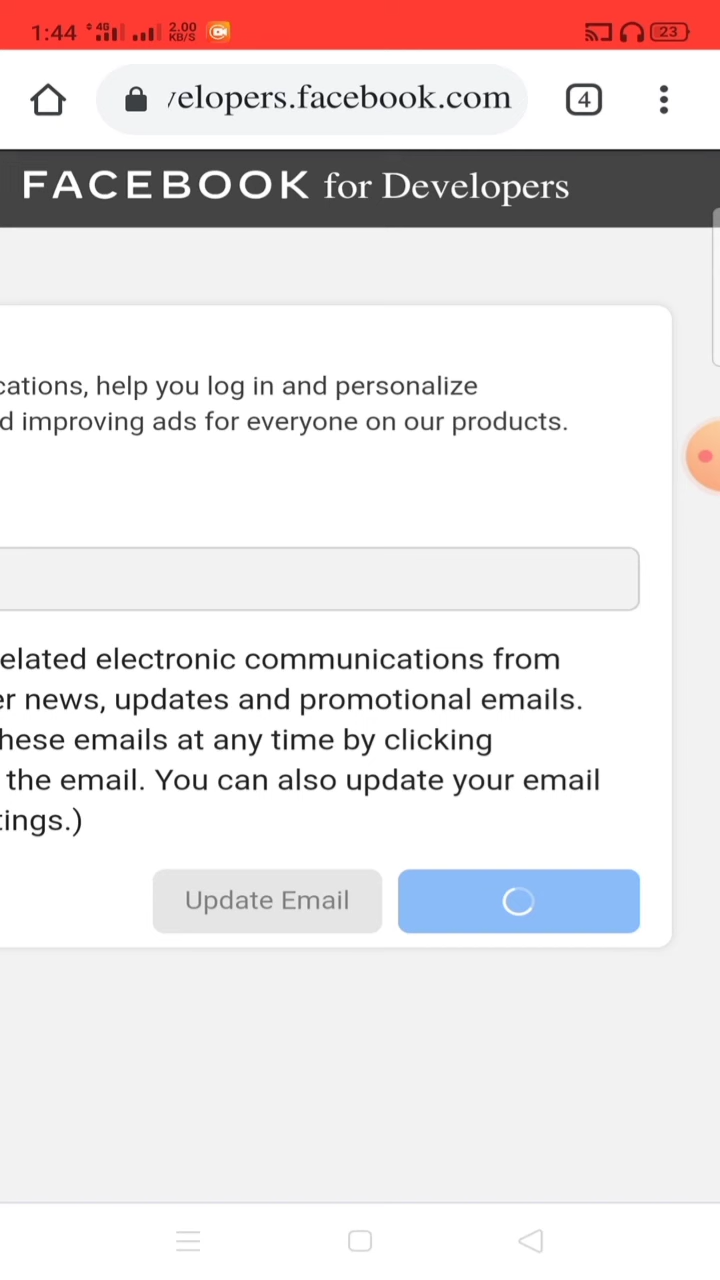 1:44 4G 2.00 KB/S 23
velopers.facebook.com 4
FACEBOOK for Developers
cations, help you log in and personalize
d improving ads for everyone on our products.
elated electronic communications from
er news, updates and promotional emails.
hese emails at any time by clicking
the email. You can also update your email
tings.)
Update Email